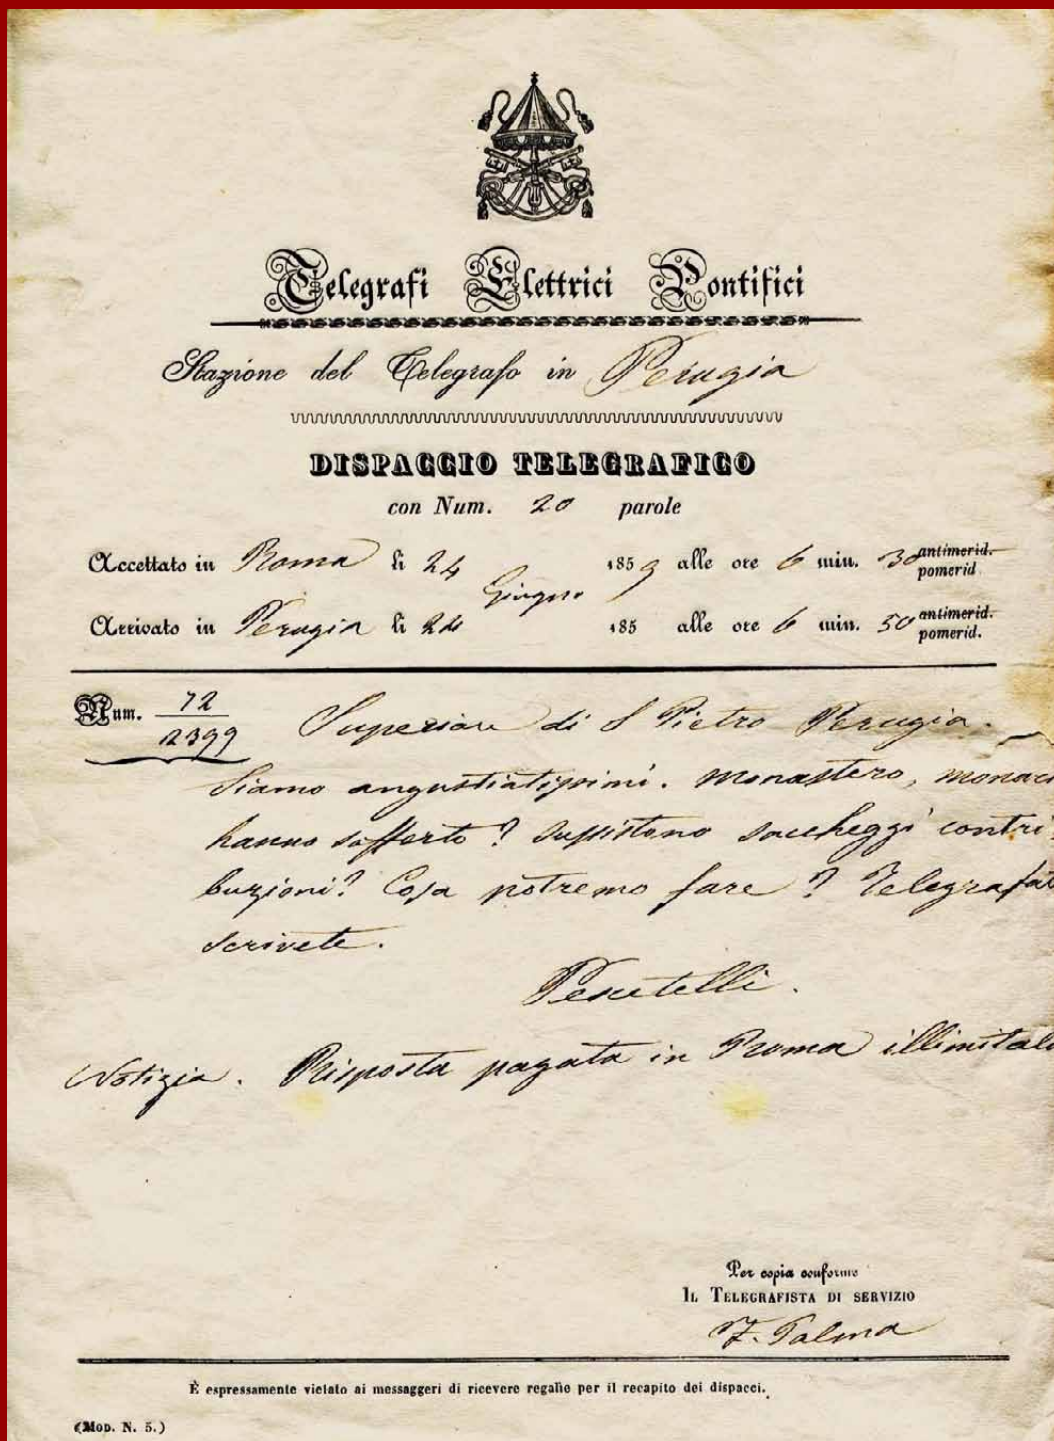 Telegrafi Elettrici Pontifici
Stazione del Telegrafo in Perugia
DISPACCIO TELEGRAFICO
con Num. 20 parole
Accettato in Roma li 24 Giugno 1859 alle ore 6 min. 30 antimerid. pomerid.
Arrivato in Perugia li 24 185 alle ore 6 min. 50 antimerid. pomerid.
Num. 72
2399
Superiore di S Pietro Perugia.
Siamo angustiatissimi. Monastero, monaci
hanno sofferto? Sussistono saccheggi contri
buzioni? Cosa potremo fare? Telegrafat
scrivete.
Pescetelli.
Notizia. Risposta pagata in Roma illimitata
Per copia conforme
IL TELEGRAFISTA DI SERVIZIO
F. Palma
È espressamente vietato ai messaggeri di ricevere regalie per il recapito dei dispacci.
(MOD. N. 5.)